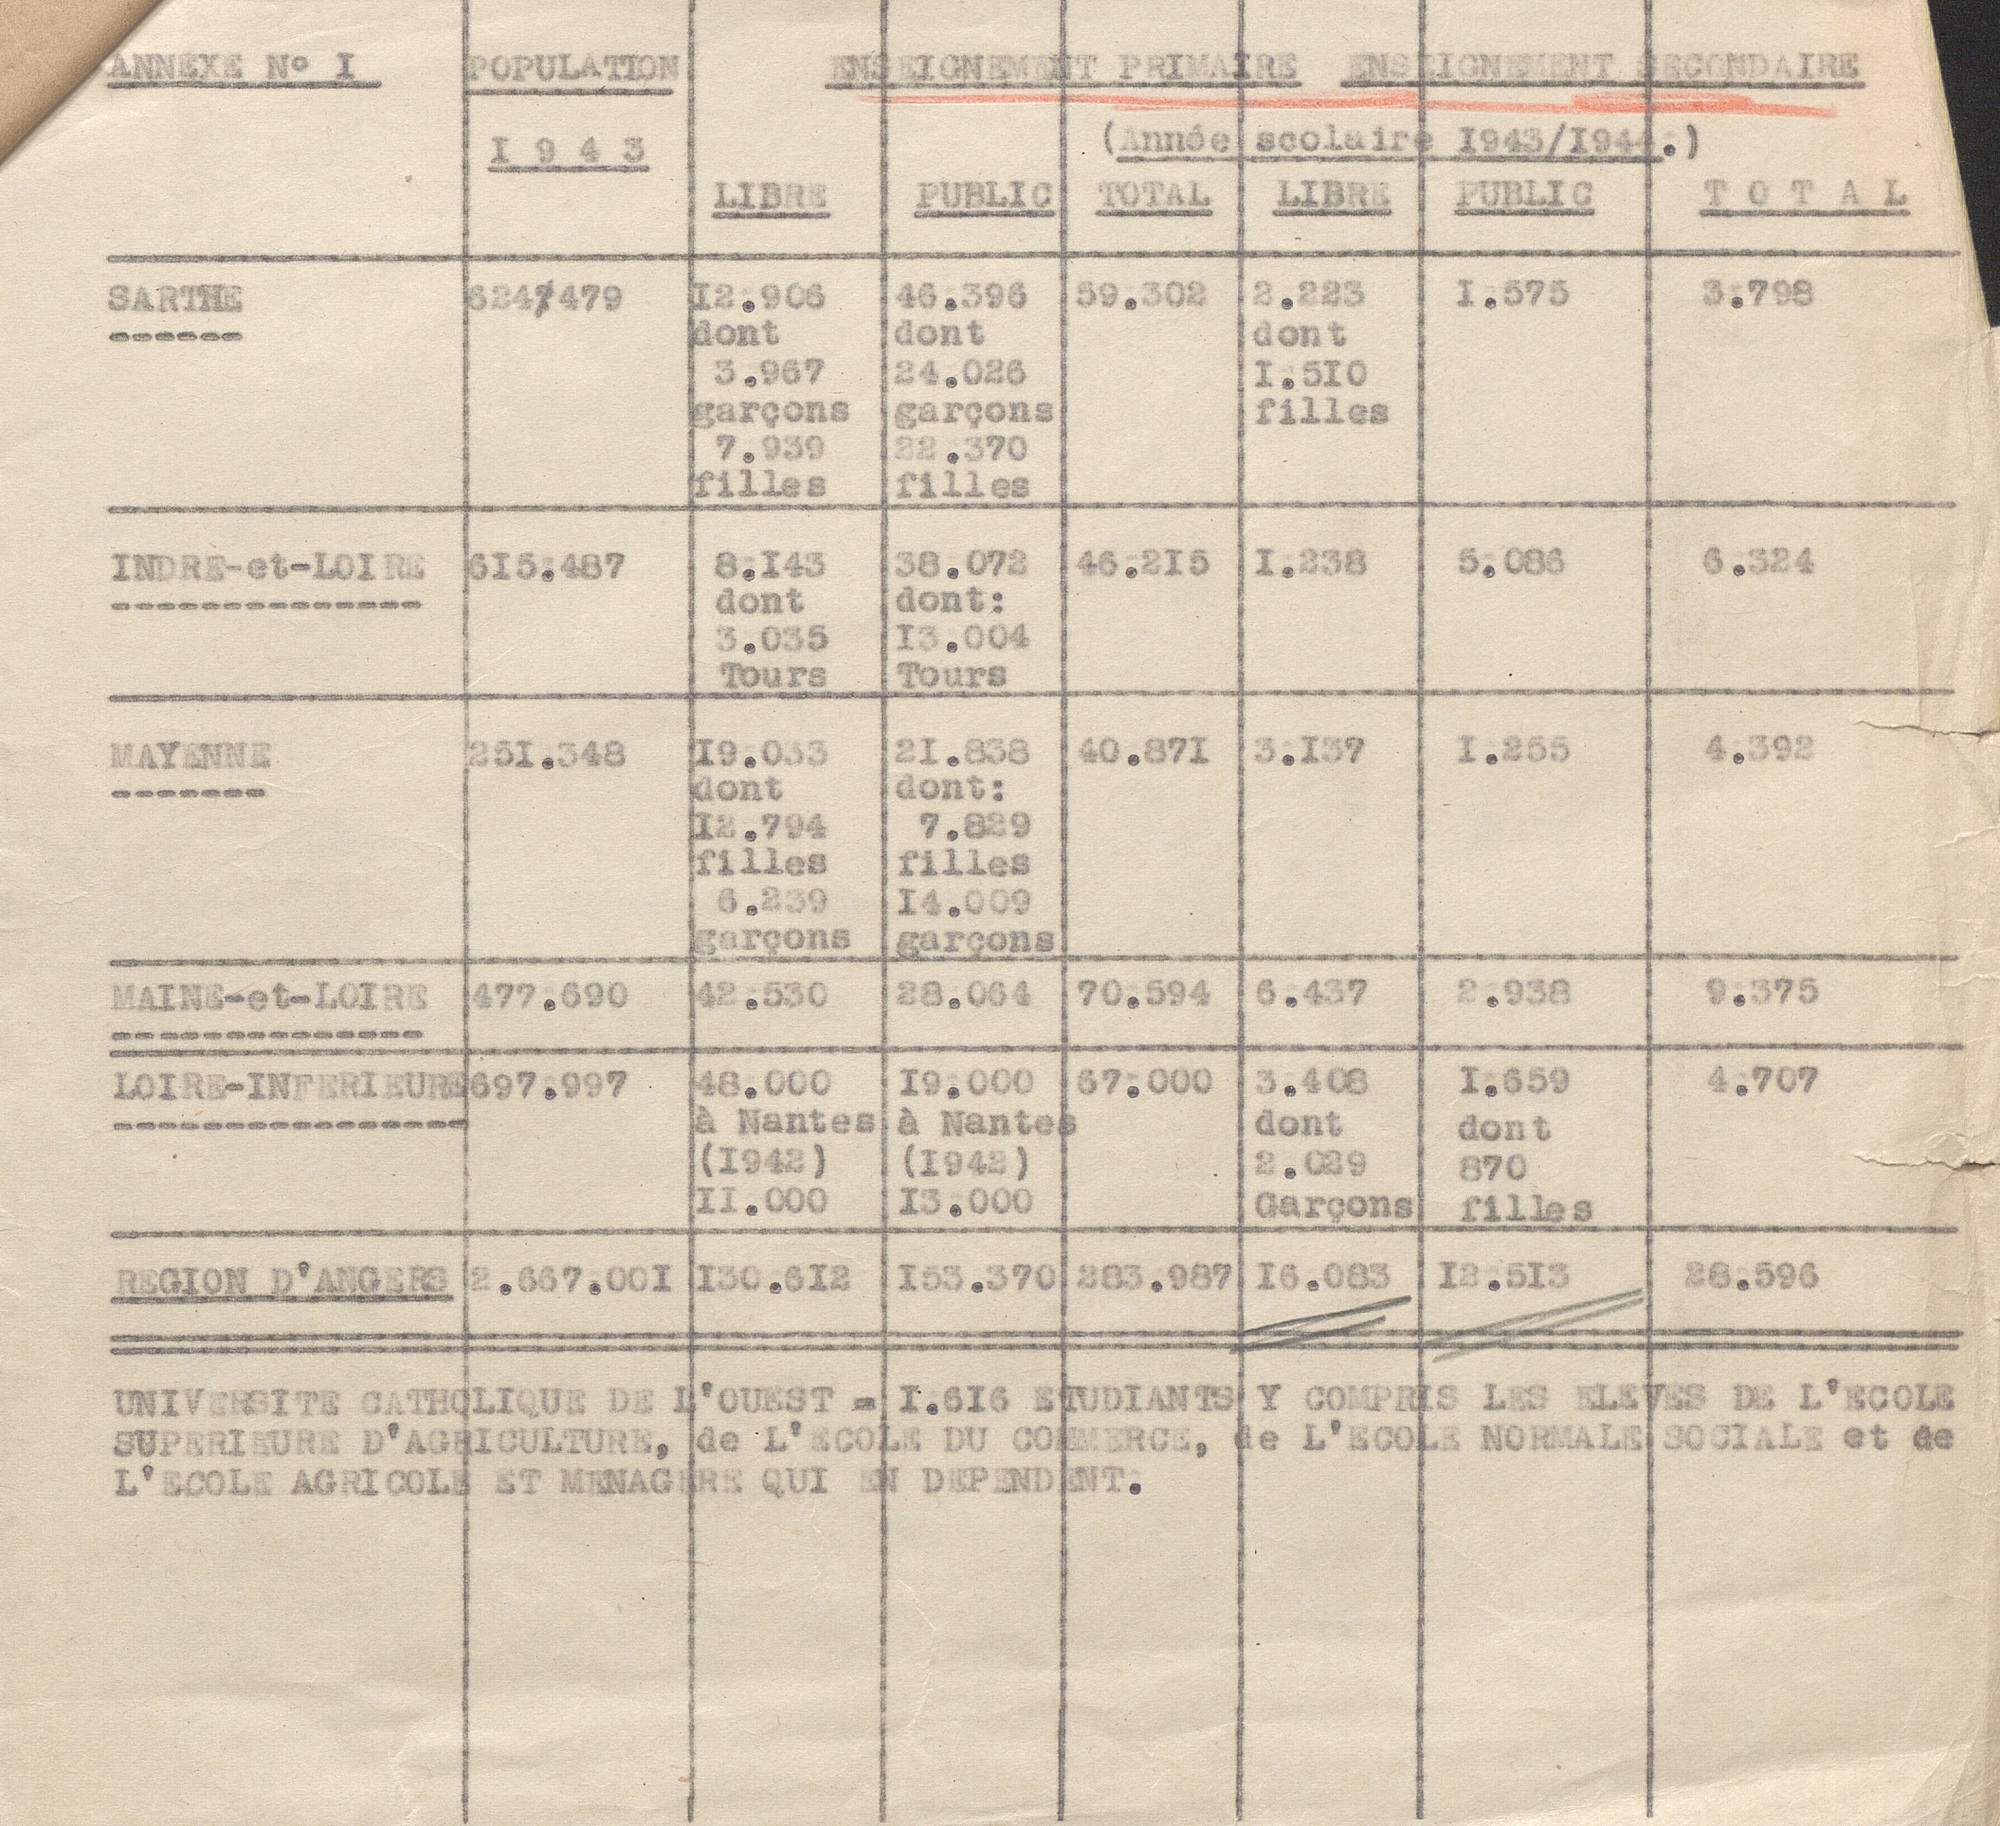 ANNEXE N° I POPULATION ENSEIGNEMENT PRIMAIRE ENSEIGNEMENT SECONDAIRE
I 9 4 3 (Année scolaire I943/I944.)
LIBRE PUBLIC TOTAL LIBRE PUBLIC T O T A L
SARTHE 624/479 I2.906 46.396 59.302 2.223 I.575 3.798
dont dont dont
3.967 24.026 I.5I0
garçons garçons filles
7.939 22.370
filles filles
INDRE-et-LOIRE 6I5.487 8.I43 38.072 46.2I5 I.238 5.086 6.324
dont dont:
3.035 I3.004
Tours Tours
MAYENNE 25I.348 I9.033 2I.838 40.87I 3.I37 I.255 4.392
dont dont:
I2.794 7.829
filles filles
6.239 I4.009
garçons garçons
MAINE-et-LOIRE 477.690 42.530 28.064 70.594 6.437 2.938 9.375
LOIRE-INFERIEURE 697.997 48.000 I9.000 67.000 3.408 I.659 4.707
à Nantes à Nantes dont dont
(I942) (I942) 2.029 870
II.000 I3.000 Garçons filles
REGION D'ANGERS 2.667.00I I30.6I2 I53.370 283.987 I6.083 I2.5I3 28.596
UNIVERSITE CATHOLIQUE DE L'OUEST = I.6I6 ETUDIANTS Y COMPRIS LES ELEVES DE L'ECOLE
SUPERIEURE D'AGRICULTURE, de L'ECOLE DU COMMERCE, de L'ECOLE NORMALE SOCIALE et de
L'ECOLE AGRICOLE ET MENAGERE QUI EN DEPENDENT.